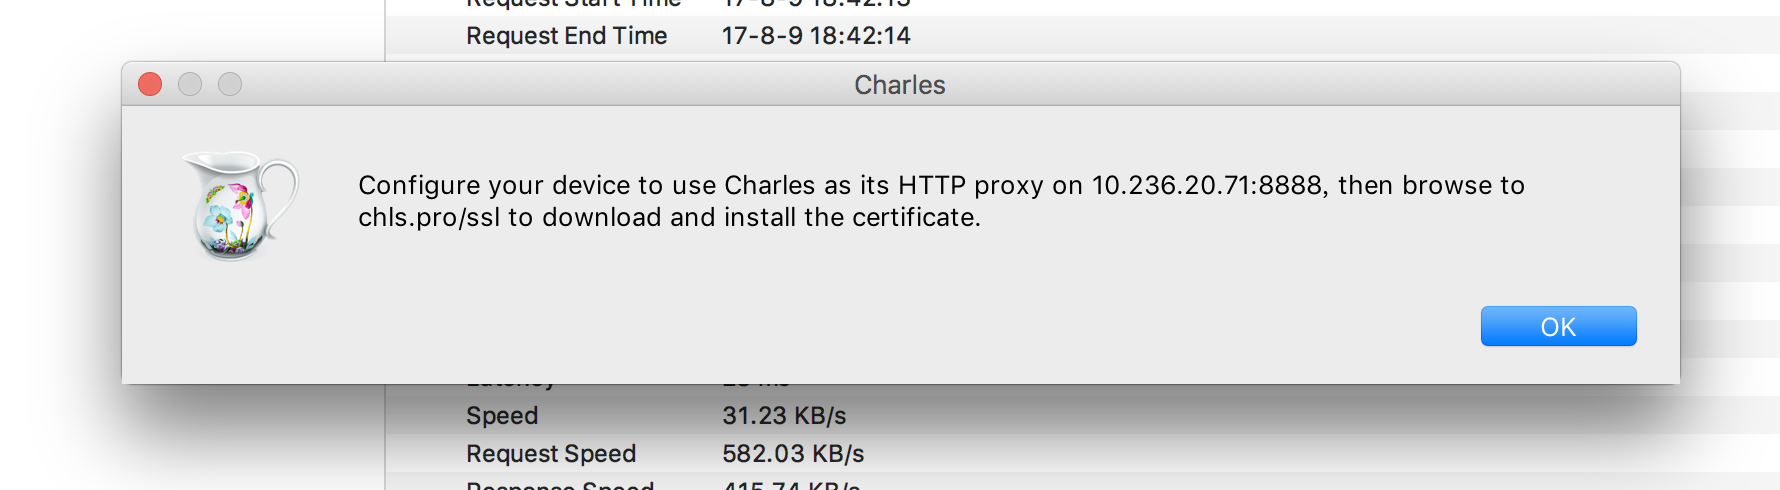 Request Start Time 17-8-9 18:42:13
Request End Time 17-8-9 18:42:14
Charles
Configure your device to use Charles as its HTTP proxy on 10.236.20.71:8888, then browse to
chls.pro/ssl to download and install the certificate.
OK
Latency
Speed 31.23 KB/s
Request Speed 582.03 KB/s
Response Speed 415.74 KB/s